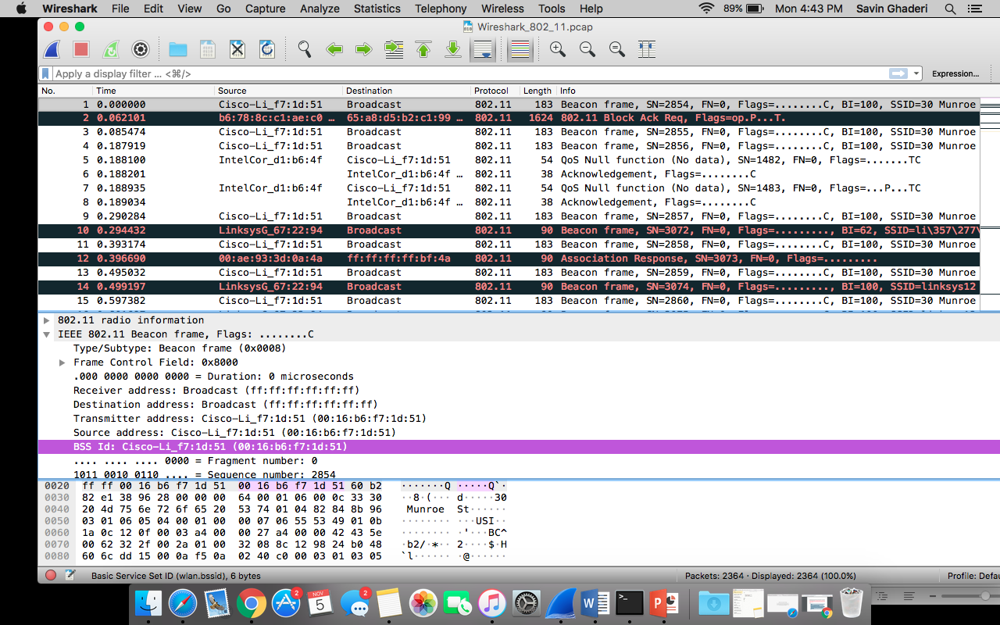 Wireshark File Edit View Go Capture Analyze Statistics Telephony Wireless Tools Help 89% Mon 4:43 PM Savin Ghaderi
Wireshark_802_11.pcap
Apply a display filter … <⌘/> Expression…
No. Time Source Destination Protocol Length Info
1 0.000000 Cisco-Li_f7:1d:51 Broadcast 802.11 183 Beacon frame, SN=2854, FN=0, Flags=........C, BI=100, SSID=30 Munroe
2 0.062101 b6:78:8c:c1:ae:c0 … 65:a8:d5:b2:c1:99 … 802.11 1624 802.11 Block Ack Req, Flags=op.P...T.
3 0.085474 Cisco-Li_f7:1d:51 Broadcast 802.11 183 Beacon frame, SN=2855, FN=0, Flags=........C, BI=100, SSID=30 Munroe
4 0.187919 Cisco-Li_f7:1d:51 Broadcast 802.11 183 Beacon frame, SN=2856, FN=0, Flags=........C, BI=100, SSID=30 Munroe
5 0.188100 IntelCor_d1:b6:4f Cisco-Li_f7:1d:51 802.11 54 QoS Null function (No data), SN=1482, FN=0, Flags=.......TC
6 0.188201 IntelCor_d1:b6:4f … 802.11 38 Acknowledgement, Flags=........C
7 0.188935 IntelCor_d1:b6:4f Cisco-Li_f7:1d:51 802.11 54 QoS Null function (No data), SN=1483, FN=0, Flags=...P...TC
8 0.189034 IntelCor_d1:b6:4f … 802.11 38 Acknowledgement, Flags=........C
9 0.290284 Cisco-Li_f7:1d:51 Broadcast 802.11 183 Beacon frame, SN=2857, FN=0, Flags=........C, BI=100, SSID=30 Munroe
10 0.294432 LinksysG_67:22:94 Broadcast 802.11 90 Beacon frame, SN=3072, FN=0, Flags=........., BI=62, SSID=li\357\277\
11 0.393174 Cisco-Li_f7:1d:51 Broadcast 802.11 183 Beacon frame, SN=2858, FN=0, Flags=........C, BI=100, SSID=30 Munroe
12 0.396690 00:ae:93:3d:0a:4a ff:ff:ff:ff:bf:4a 802.11 90 Association Response, SN=3073, FN=0, Flags=.........
13 0.495032 Cisco-Li_f7:1d:51 Broadcast 802.11 183 Beacon frame, SN=2859, FN=0, Flags=........C, BI=100, SSID=30 Munroe
14 0.499197 LinksysG_67:22:94 Broadcast 802.11 90 Beacon frame, SN=3074, FN=0, Flags=........., BI=100, SSID=linksys12
15 0.597382 Cisco-Li_f7:1d:51 Broadcast 802.11 183 Beacon frame, SN=2860, FN=0, Flags=........C, BI=100, SSID=30 Munroe
802.11 radio information
IEEE 802.11 Beacon frame, Flags: ........C
Type/Subtype: Beacon frame (0x0008)
Frame Control Field: 0x8000
.000 0000 0000 0000 = Duration: 0 microseconds
Receiver address: Broadcast (ff:ff:ff:ff:ff:ff)
Destination address: Broadcast (ff:ff:ff:ff:ff:ff)
Transmitter address: Cisco-Li_f7:1d:51 (00:16:b6:f7:1d:51)
Source address: Cisco-Li_f7:1d:51 (00:16:b6:f7:1d:51)
BSS Id: Cisco-Li_f7:1d:51 (00:16:b6:f7:1d:51)
.... .... .... 0000 = Fragment number: 0
1011 0010 0110 .... = Sequence number: 2854
0020 ff ff 00 16 b6 f7 1d 51 00 16 b6 f7 1d 51 60 b2 ·······Q ·····Q`·
0030 82 e1 38 96 28 00 00 00 64 00 01 06 00 0c 33 30 ··8·(··· d·····30
0040 20 4d 75 6e 72 6f 65 20 53 74 01 04 82 84 8b 96 Munroe St······
0050 03 01 06 05 04 00 01 00 00 07 06 55 53 49 01 0b ········ ···USI··
0060 1a 0c 12 0f 00 03 a4 00 00 27 a4 00 00 42 43 5e ········ ·'···BC^
0070 00 62 32 2f 00 2a 01 00 32 08 8c 12 98 24 b0 48 ·b2/·*·· 2····$·H
0080 60 6c dd 15 00 0a f5 0a 02 40 c0 00 03 01 03 05 `l······ ·@······
Basic Service Set ID (wlan.bssid), 6 bytes Packets: 2364 · Displayed: 2364 (100.0%) Profile: Defau
2 NOV 5 2